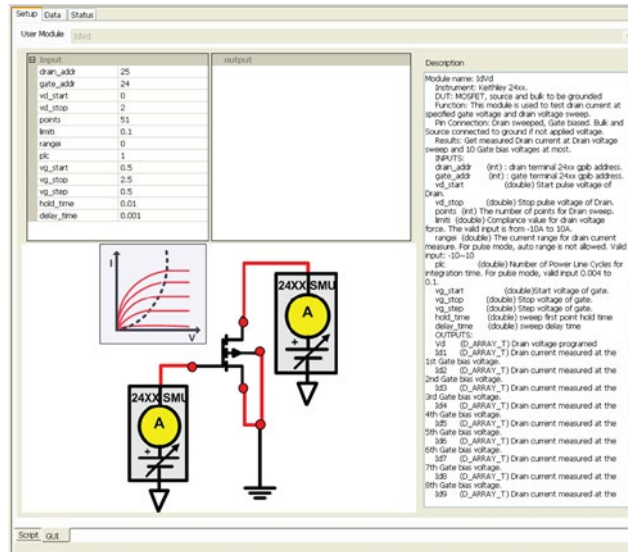 Setup Data Status
User Module IdVd
Input output
drain_addr 25
gate_addr 24
vd_start 0
vd_stop 2
points 51
limiti 0.1
rangei 0
plc 1
vg_start 0.5
vg_stop 2.5
vg_step 0.5
hold_time 0.01
delay_time 0.001
I
V
24XX SMU
A
+
24XX SMU
A
+
Description
Module name: IdVd
Instrument: Keithley 24xx.
DUT: MOSFET, source and bulk to be grounded
Function: This module is used to test drain current at
specified gate voltage and drain voltage sweep.
Pin Connection: Drain sweeped, Gate biased. Bulk and
Source connected to ground if not applied voltage.
Results: Get measured Drain current at Drain voltage
sweep and 10 Gate bias voltages at most.
INPUTS:
drain_addr (int) : drain terminal 24xx gpib address.
gate_addr (int) : gate terminal 24xx gpib address.
vd_start (double) Start pulse voltage of
Drain.
vd_stop (double) Stop pulse voltage of Drain.
points (int) The number of points for Drain sweep.
limiti (double) Compliance value for drain voltage
force. The valid input is from -10A to 10A.
rangei (double) The current range for drain current
measure. For pulse mode, auto range is not allowed. Valid
input: -10~10
plc (double) Number of Power Line Cycles for
integration time. For pulse mode, valid input 0.004 to
0.1.
vg_start (double)Start voltage of gate.
vg_stop (double) Stop voltage of gate.
vg_step (double) Step voltage of gate.
hold_time (double) sweep first point hold time
delay_time (double) sweep delay time
OUTPUTS:
Vd (D_ARRAY_T) Drain voltage programed
Id1 (D_ARRAY_T) Drain current measured at the
1st Gate bias voltage.
Id2 (D_ARRAY_T) Drain current measured at the
2nd Gate bias voltage.
Id3 (D_ARRAY_T) Drain current measured at the
3rd Gate bias voltage.
Id4 (D_ARRAY_T) Drain current measured at the
4th Gate bias voltage.
Id5 (D_ARRAY_T) Drain current measured at the
5th Gate bias voltage.
Id6 (D_ARRAY_T) Drain current measured at the
6th Gate bias voltage.
Id7 (D_ARRAY_T) Drain current measured at the
7th Gate bias voltage.
Id8 (D_ARRAY_T) Drain current measured at the
8th Gate bias voltage.
Id9 (D_ARRAY_T) Drain current measured at the
Script GUI